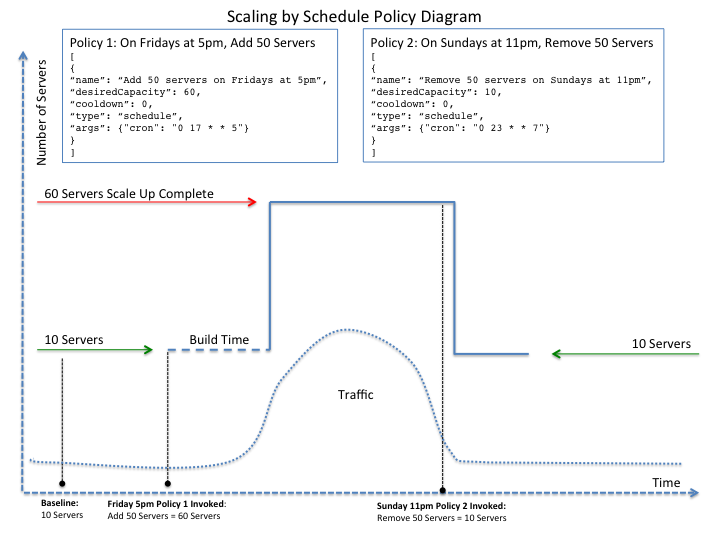 Scaling by Schedule Policy Diagram
Policy 1: On Fridays at 5pm, Add 50 Servers
[
{
“name”: “Add 50 servers on Fridays at 5pm”,
“desiredCapacity”: 60,
“cooldown”: 0,
“type”: “schedule”,
“args”: {"cron": "0 17 * * 5"}
}
]
Policy 2: On Sundays at 11pm, Remove 50 Servers
[
{
“name”: “Remove 50 servers on Sundays at 11pm”,
“desiredCapacity”: 10,
“cooldown”: 0,
“type”: “schedule”,
“args”: {"cron": "0 23 * * 7"}
}
]
Number of Servers
60 Servers Scale Up Complete
10 Servers
Build Time
10 Servers
Traffic
Time
Baseline:
10 Servers
Friday 5pm Policy 1 Invoked:
Add 50 Servers = 60 Servers
Sunday 11pm Policy 2 Invoked:
Remove 50 Servers = 10 Servers